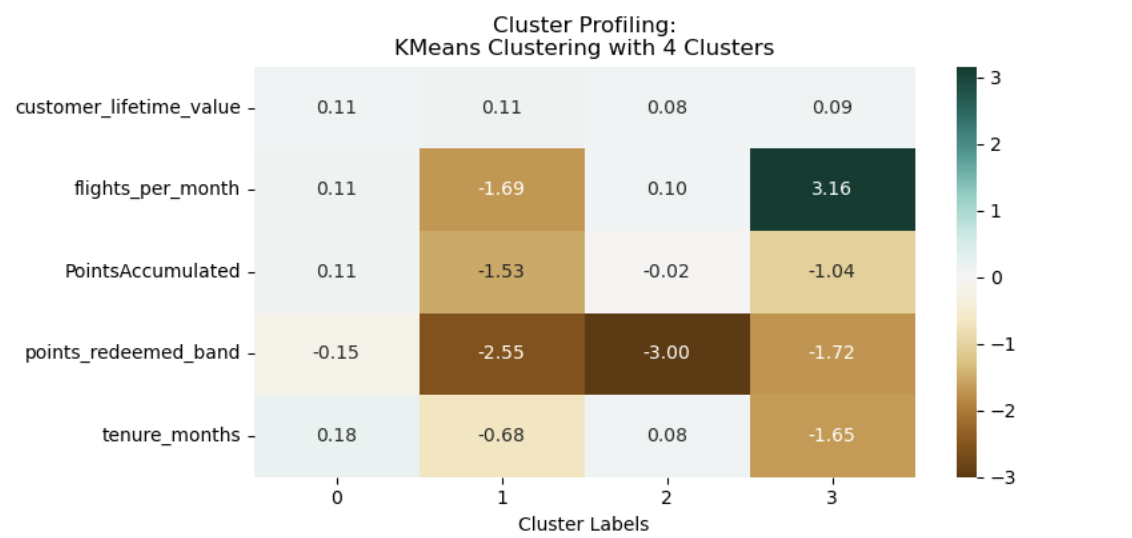 Cluster Profiling:
KMeans Clustering with 4 Clusters
customer_lifetime_value 0.11 0.11 0.08 0.09
flights_per_month 0.11 -1.69 0.10 3.16
PointsAccumulated 0.11 -1.53 -0.02 -1.04
points_redeemed_band -0.15 -2.55 -3.00 -1.72
tenure_months 0.18 -0.68 0.08 -1.65
0 1 2 3
Cluster Labels
3
2
1
0
−1
−2
−3